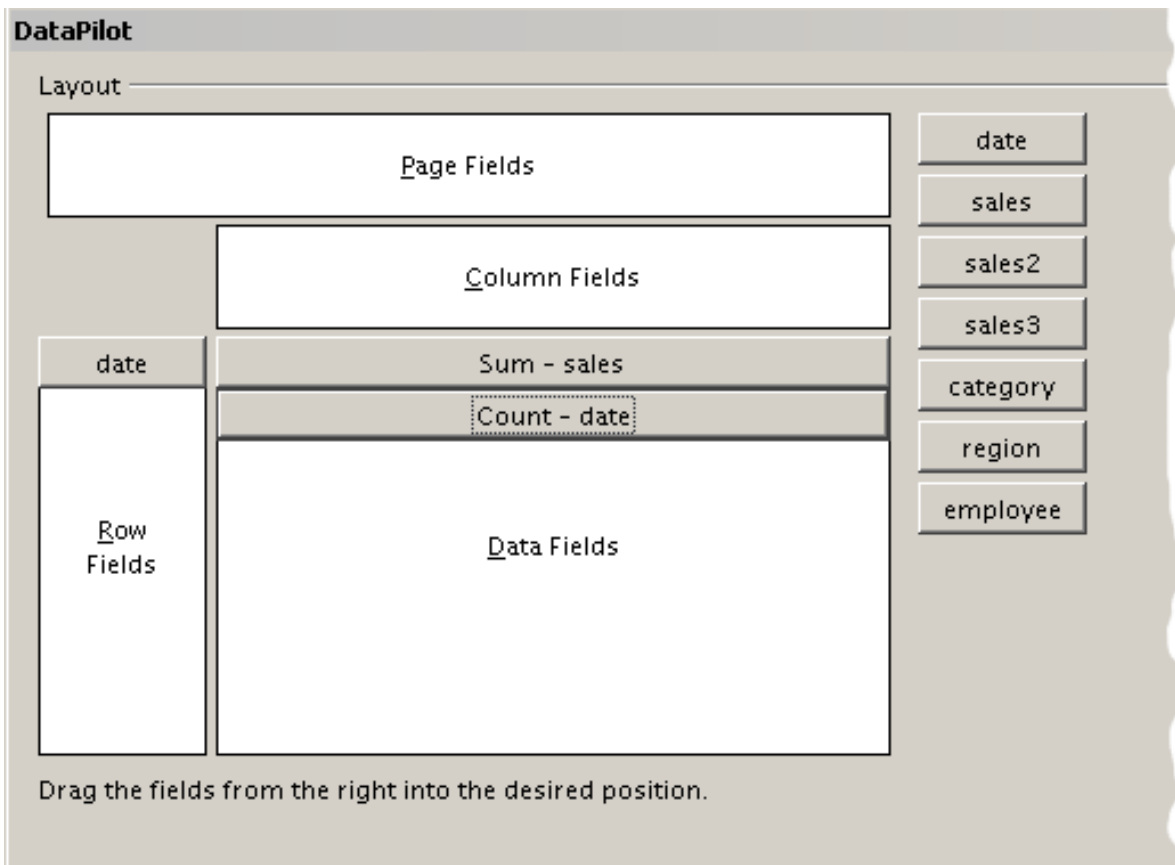 DataPilot
Layout
Page Fields
Column Fields
date
Sum - sales
Count - date
Row
Fields
Data Fields
date
sales
sales2
sales3
category
region
employee
Drag the fields from the right into the desired position.